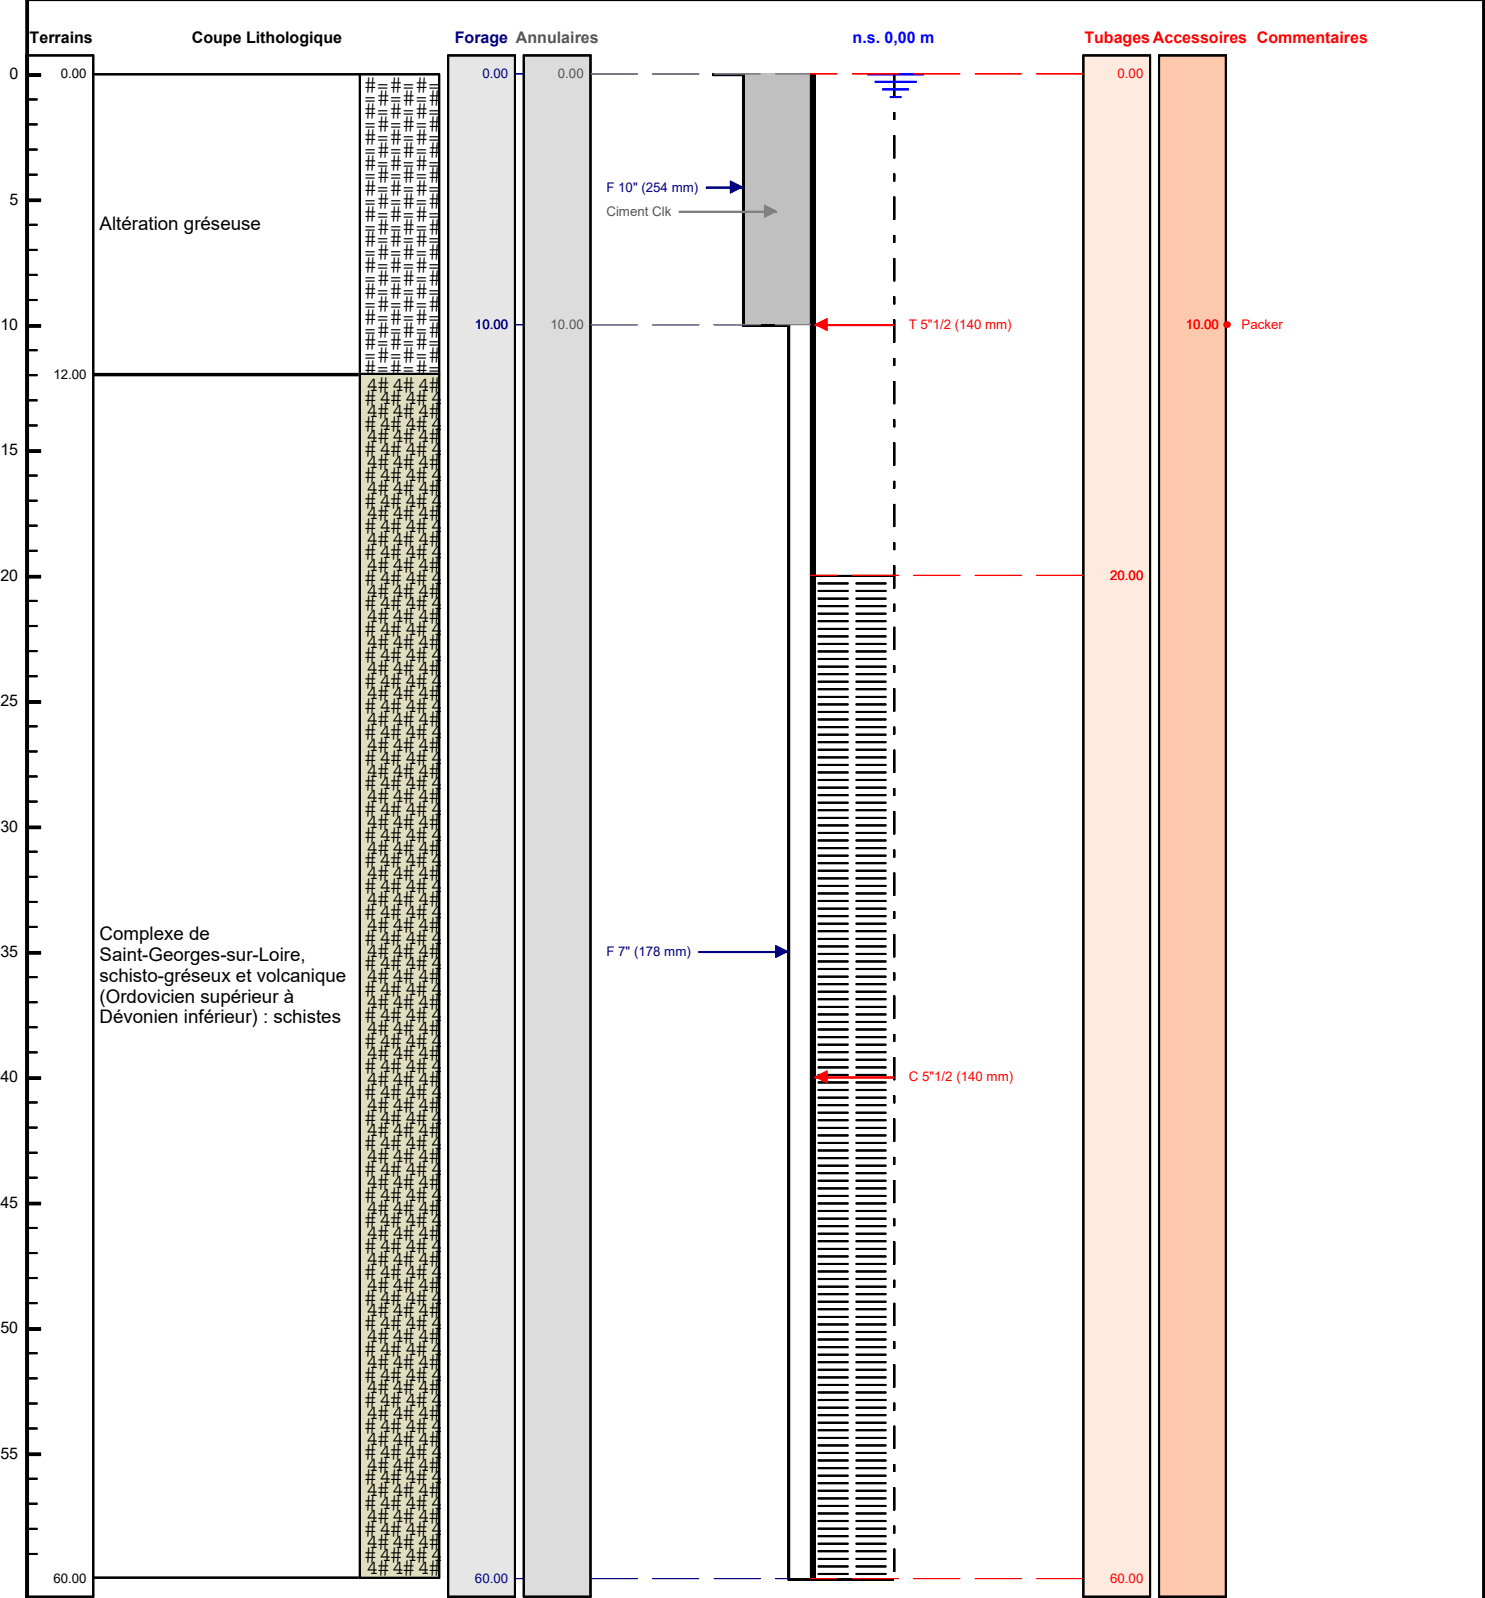 Terrains Coupe Lithologique Forage Annulaires n.s. 0,00 m Tubages Accessoires Commentaires
0 0.00 0.00 0.00 0.00
F 10" (254 mm)
5
Ciment Clk
Altération gréseuse
10 10.00 10.00 T 5"1/2 (140 mm) 10.00 Packer
12.00
15
20 20.00
25
30
Complexe de
Saint-Georges-sur-Loire,
schisto-gréseux et volcanique
(Ordovicien supérieur à
Dévonien inférieur) : schistes
35 F 7" (178 mm)
40 C 5"1/2 (140 mm)
45
50
55
60.00 60.00 60.00